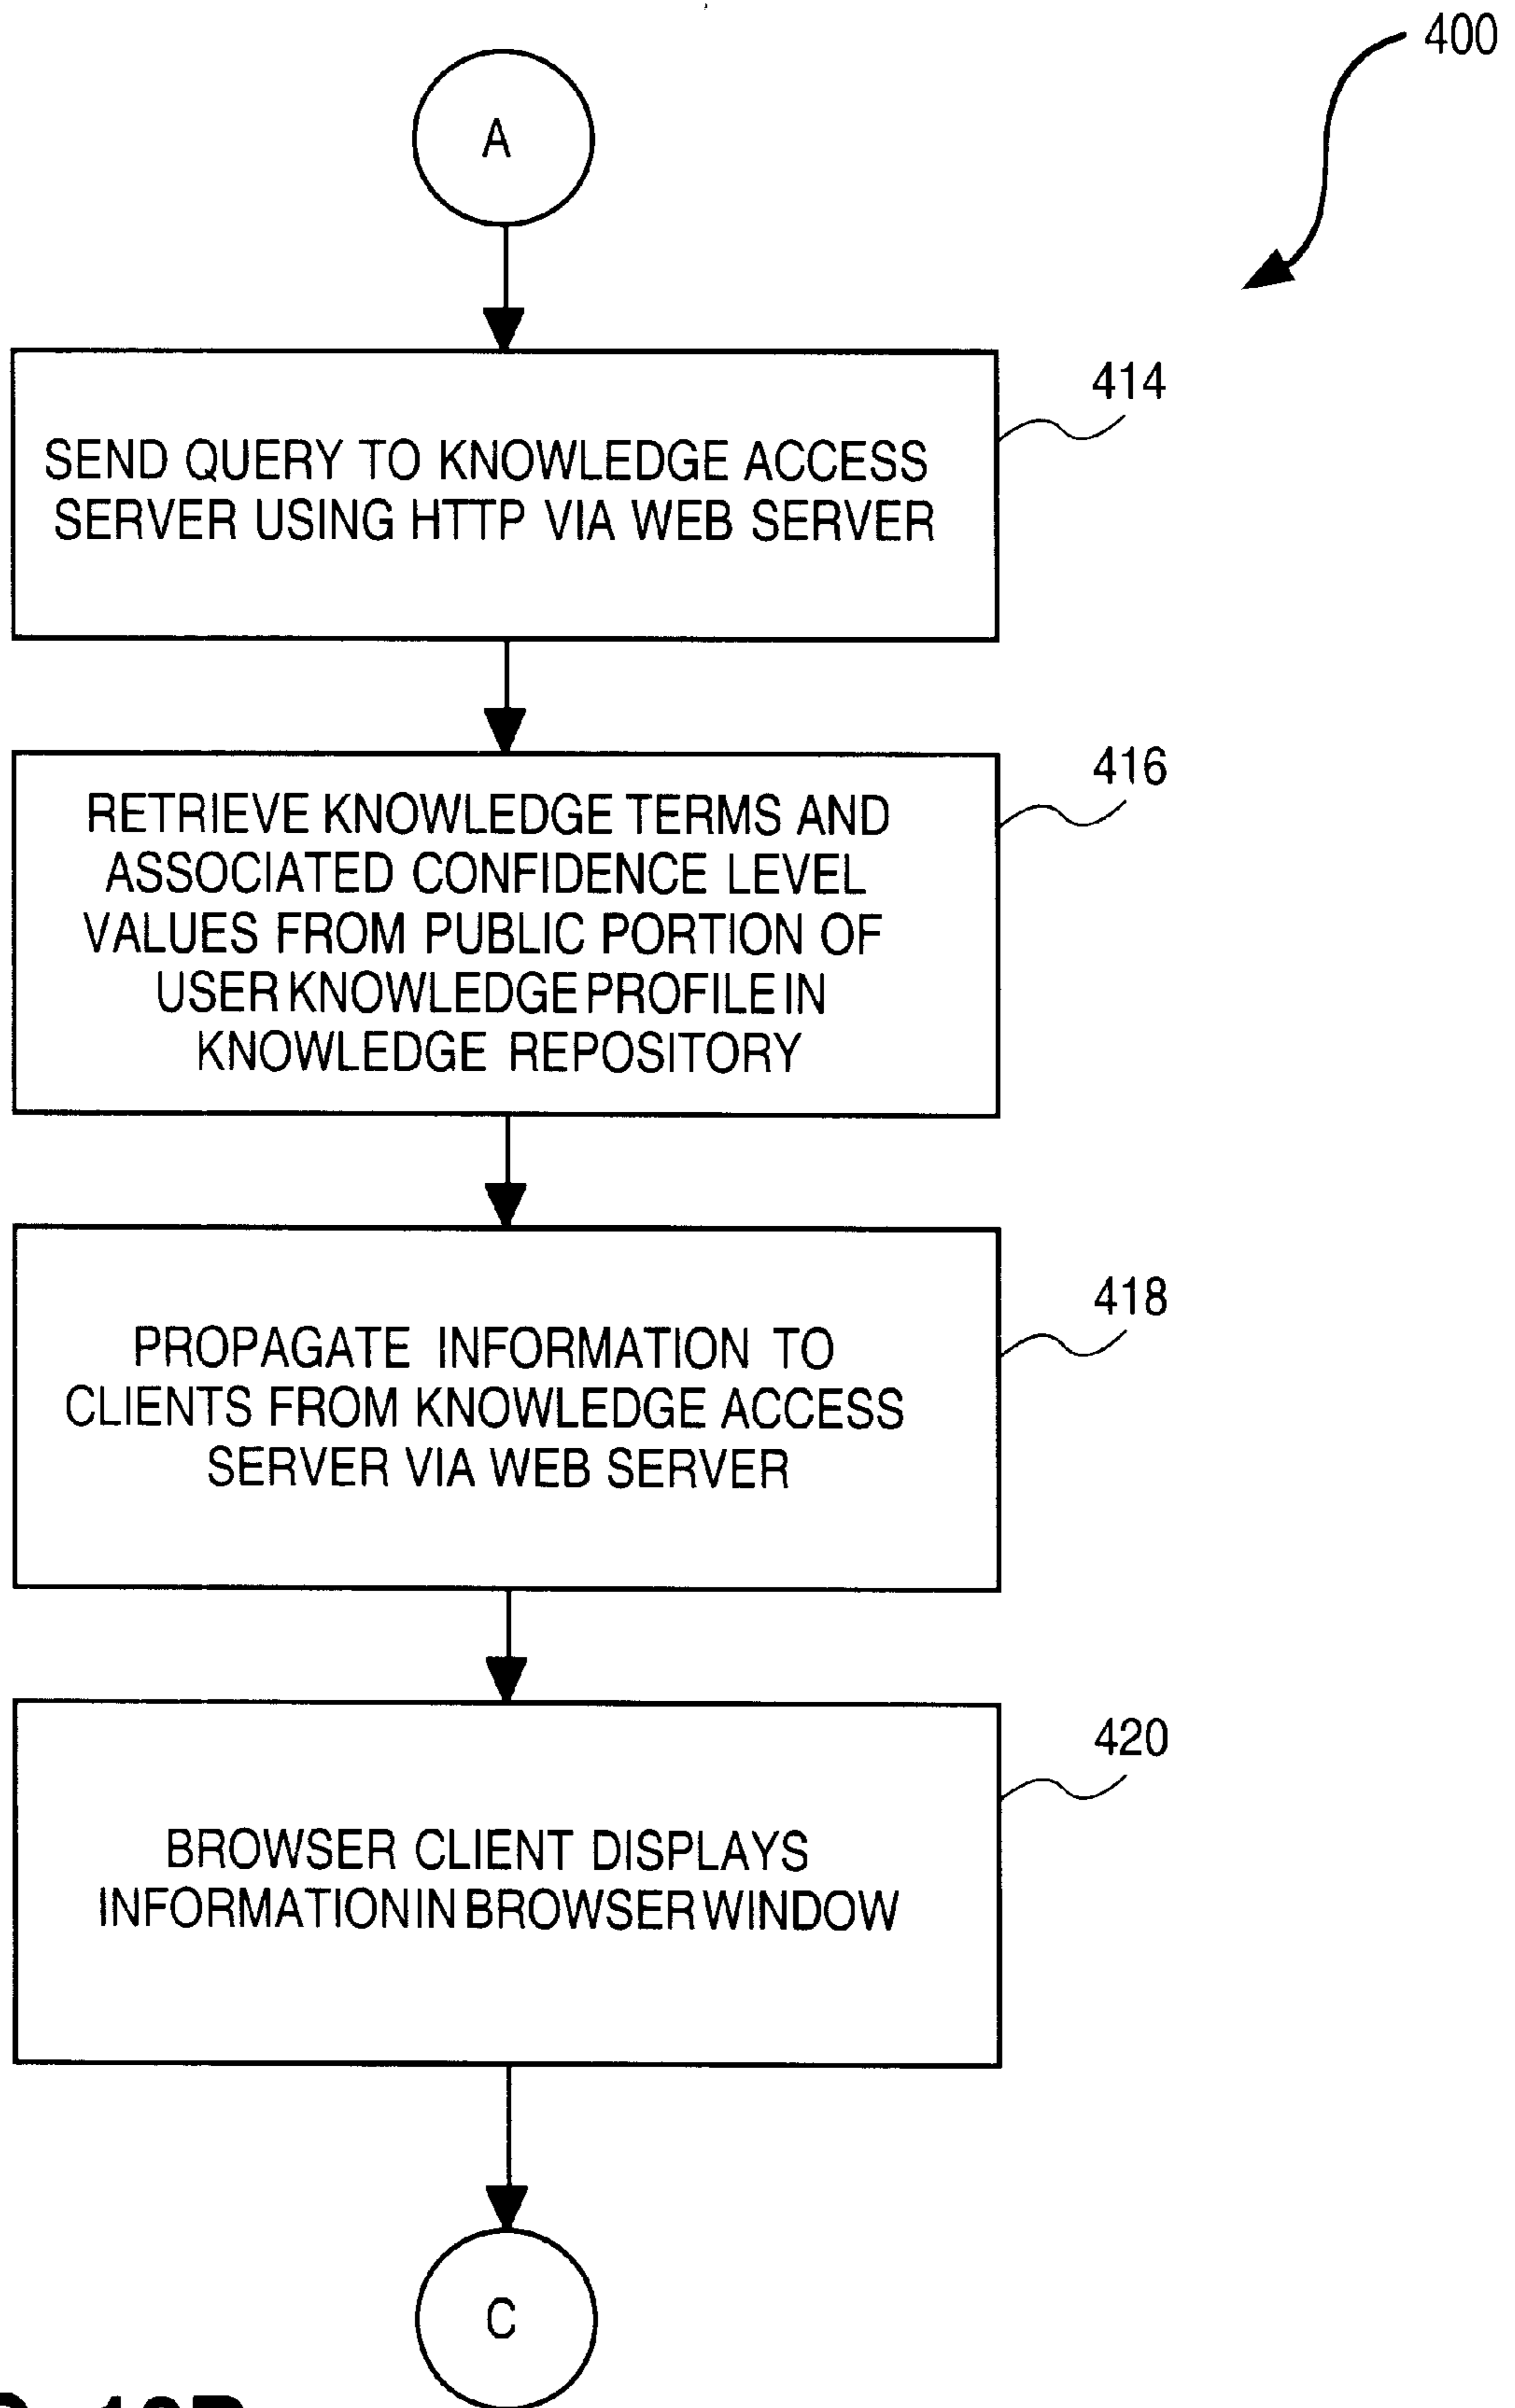 400
A
414
SEND QUERY TO KNOWLEDGE ACCESS
SERVER USING HTTP VIA WEB SERVER
416
RETRIEVE KNOWLEDGE TERMS AND
ASSOCIATED CONFIDENCE LEVEL
VALUES FROM PUBLIC PORTION OF
USER KNOWLEDGE PROFILE IN
KNOWLEDGE REPOSITORY
418
PROPAGATE INFORMATION TO
CLIENTS FROM KNOWLEDGE ACCESS
SERVER VIA WEB SERVER
420
BROWSER CLIENT DISPLAYS
INFORMATION IN BROWSER WINDOW
C